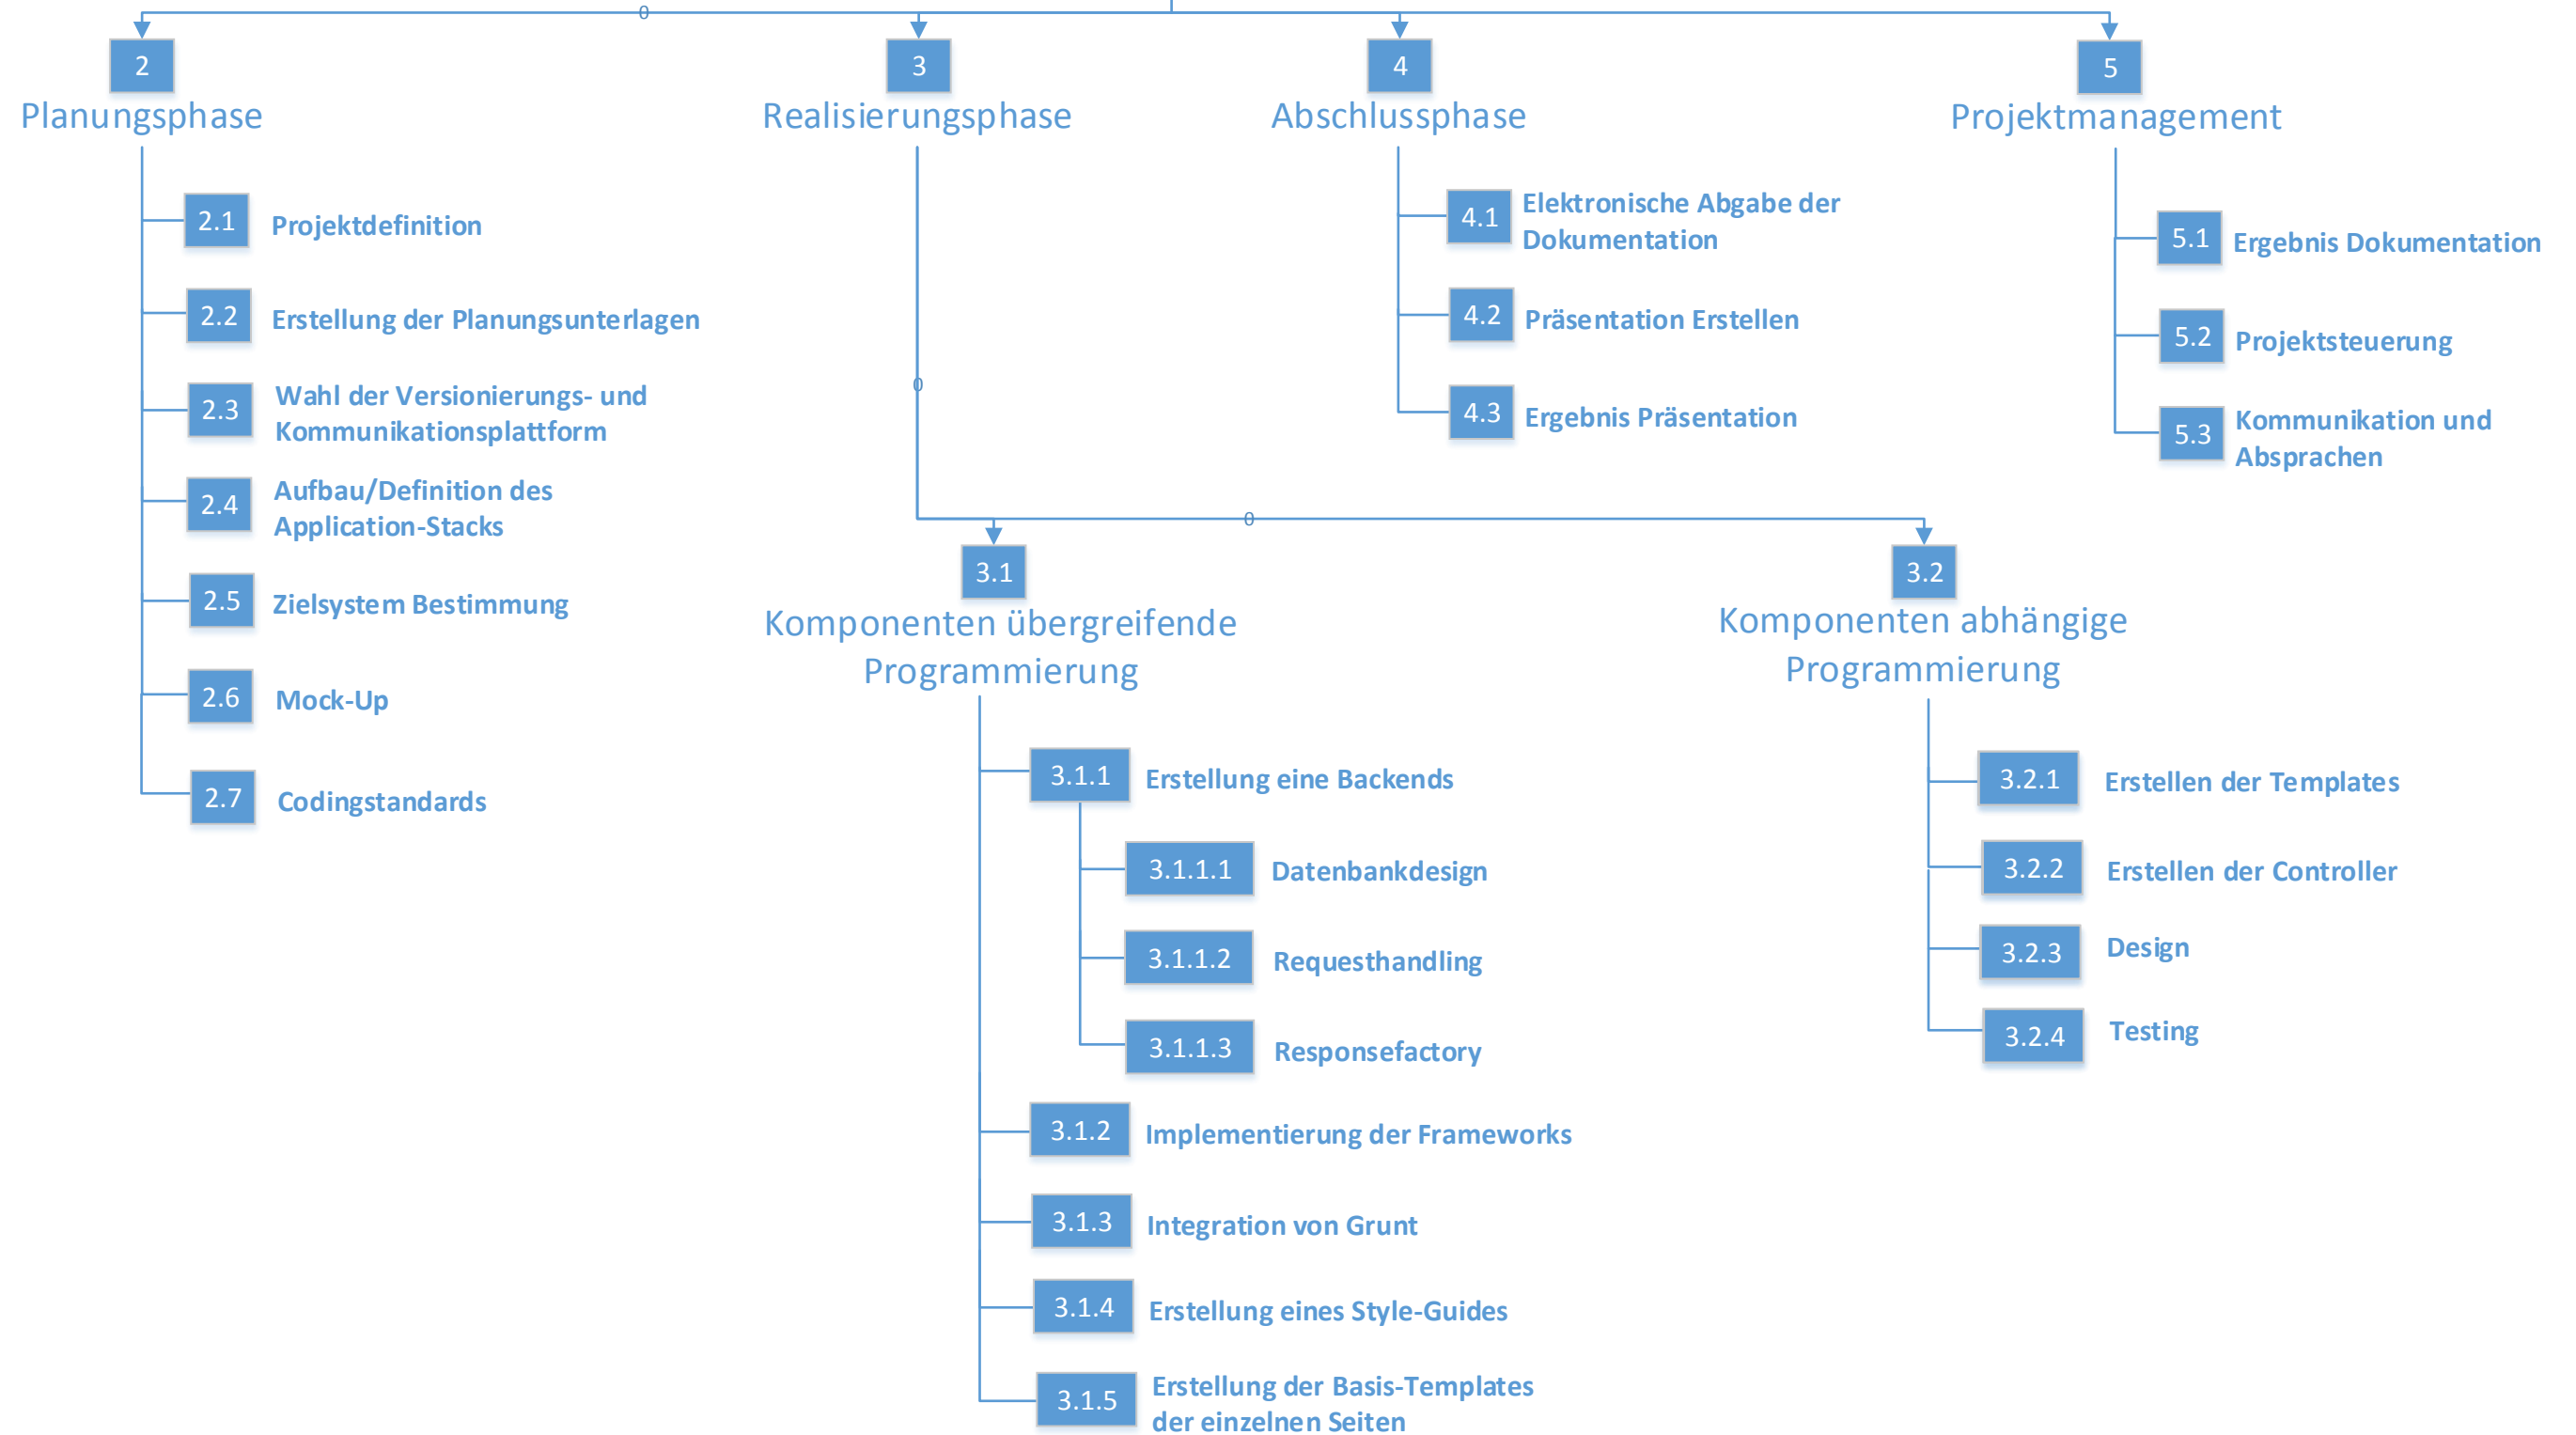 0
2
Planungsphase
2.1 Projektdefinition
2.2 Erstellung der Planungsunterlagen
2.3 Wahl der Versionierungs- und
Kommunikationsplattform
2.4 Aufbau/Definition des
Application-Stacks
2.5 Zielsystem Bestimmung
2.6 Mock-Up
2.7 Codingstandards
3
Realisierungsphase
0
0
3.1
Komponenten übergreifende
Programmierung
3.1.1 Erstellung eine Backends
3.1.1.1 Datenbankdesign
3.1.1.2 Requesthandling
3.1.1.3 Responsefactory
3.1.2 Implementierung der Frameworks
3.1.3 Integration von Grunt
3.1.4 Erstellung eines Style-Guides
3.1.5 Erstellung der Basis-Templates
der einzelnen Seiten
3.2
Komponenten abhängige
Programmierung
3.2.1 Erstellen der Templates
3.2.2 Erstellen der Controller
3.2.3 Design
3.2.4 Testing
4
Abschlussphase
4.1 Elektronische Abgabe der
Dokumentation
4.2 Präsentation Erstellen
4.3 Ergebnis Präsentation
5
Projektmanagement
5.1 Ergebnis Dokumentation
5.2 Projektsteuerung
5.3 Kommunikation und
Absprachen